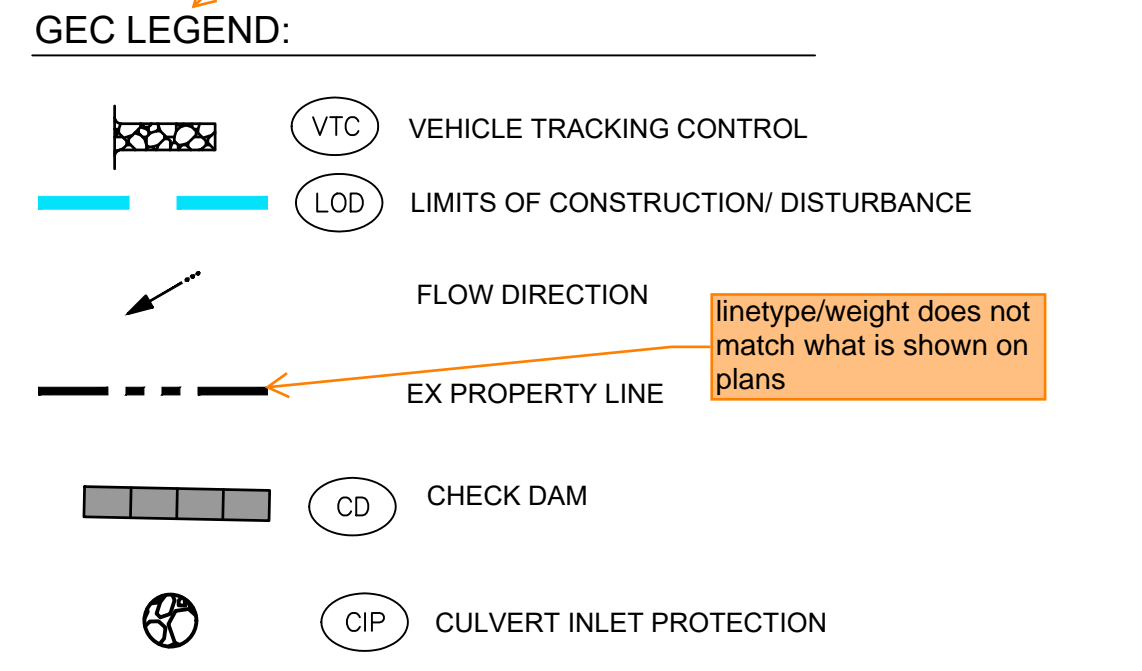 GEC LEGEND:
VTC VEHICLE TRACKING CONTROL
LOD LIMITS OF CONSTRUCTION/ DISTURBANCE
FLOW DIRECTION
linetype/weight does not
match what is shown on
plans
EX PROPERTY LINE
CD CHECK DAM
CIP CULVERT INLET PROTECTION